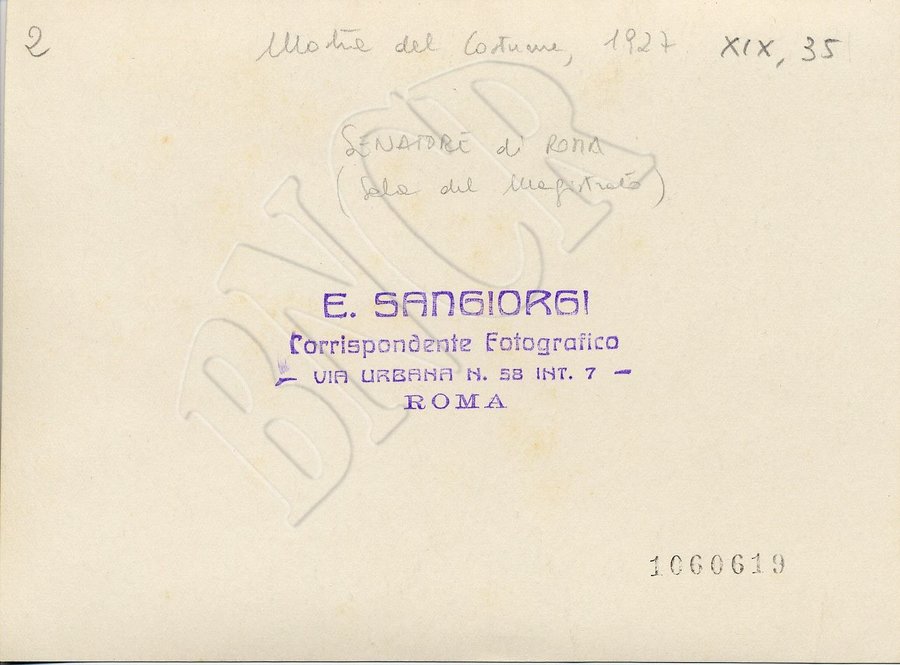 2 Mostra del Costume, 1927 XIX, 35
SENATORE di ROMA
(Sala del Magistrato)
E. SANGIORGI
Corrispondente Fotografico
— VIA URBANA N. 58 INT. 7 —
ROMA
1060619
BNCR